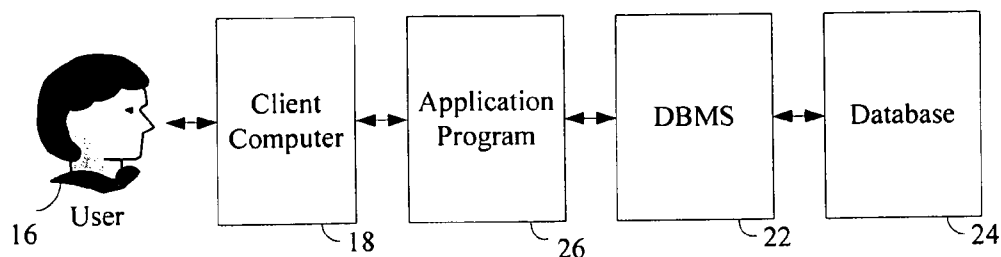 Client
Computer
Application
Program
DBMS
Database
User
16
18
26
22
24